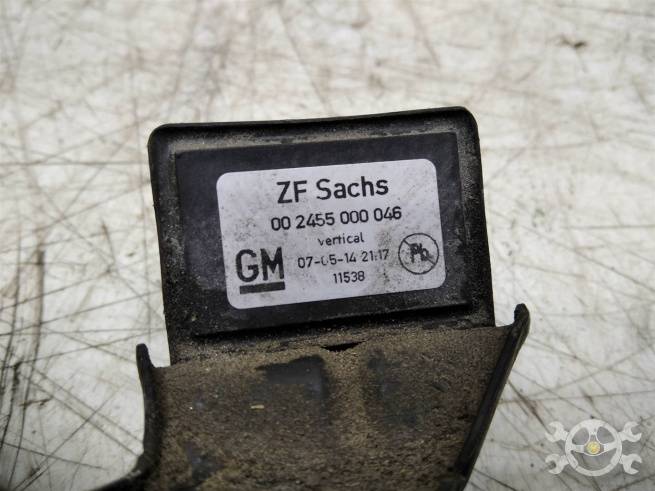 ZF Sachs
00 2455 000 046
vertical
GM 07-05-14 21:17 Pb
11538